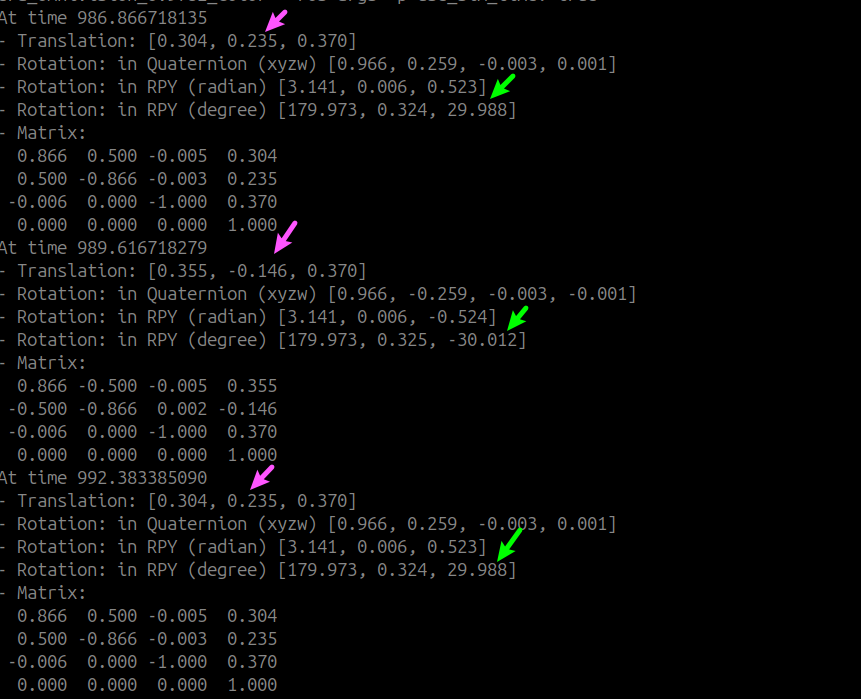 At time 986.866718135
- Translation: [0.304, 0.235, 0.370]
- Rotation: in Quaternion (xyzw) [0.966, 0.259, -0.003, 0.001]
- Rotation: in RPY (radian) [3.141, 0.006, 0.523]
- Rotation: in RPY (degree) [179.973, 0.324, 29.988]
- Matrix:
0.866 0.500 -0.005 0.304
0.500 -0.866 -0.003 0.235
-0.006 0.000 -1.000 0.370
0.000 0.000 0.000 1.000
At time 989.616718279
- Translation: [0.355, -0.146, 0.370]
- Rotation: in Quaternion (xyzw) [0.966, -0.259, -0.003, -0.001]
- Rotation: in RPY (radian) [3.141, 0.006, -0.524]
- Rotation: in RPY (degree) [179.973, 0.325, -30.012]
- Matrix:
0.866 -0.500 -0.005 0.355
-0.500 -0.866 0.002 -0.146
-0.006 0.000 -1.000 0.370
0.000 0.000 0.000 1.000
At time 992.383385090
- Translation: [0.304, 0.235, 0.370]
- Rotation: in Quaternion (xyzw) [0.966, 0.259, -0.003, 0.001]
- Rotation: in RPY (radian) [3.141, 0.006, 0.523]
- Rotation: in RPY (degree) [179.973, 0.324, 29.988]
- Matrix:
0.866 0.500 -0.005 0.304
0.500 -0.866 -0.003 0.235
-0.006 0.000 -1.000 0.370
0.000 0.000 0.000 1.000